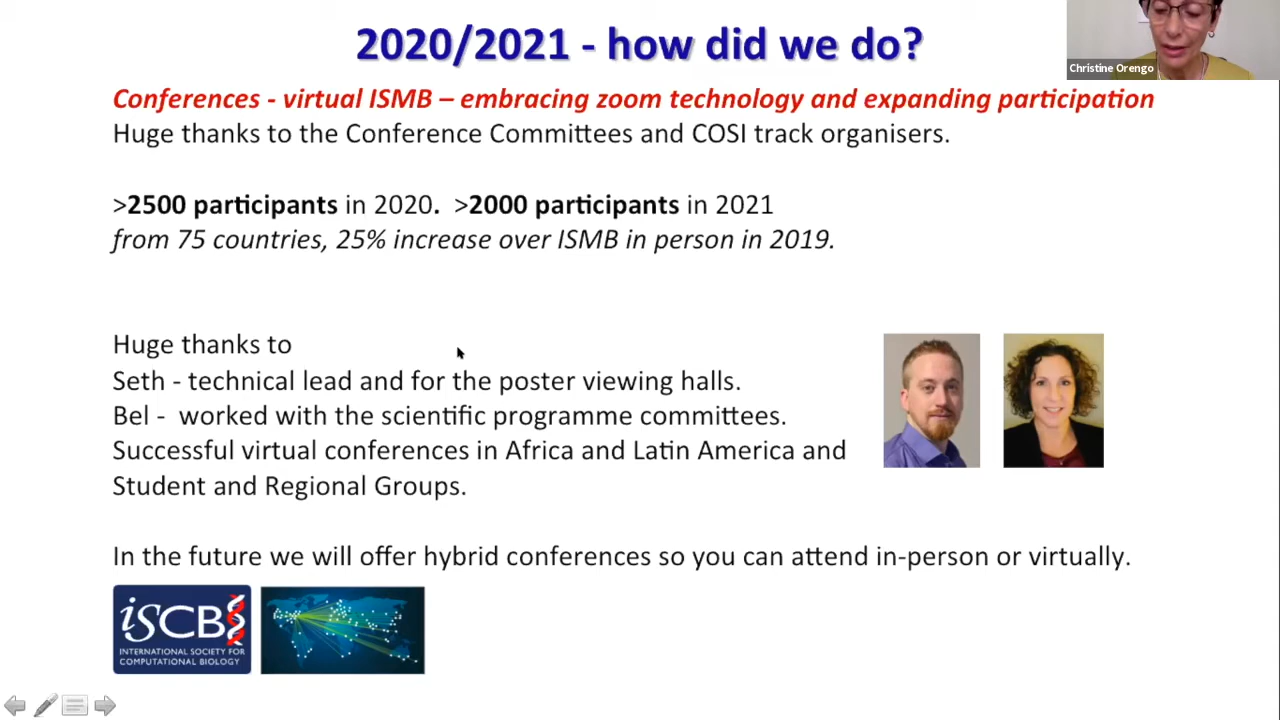 2020/2021 - how did we do?
Christine Orengo
Conferences - virtual ISMB – embracing zoom technology and expanding participation
Huge thanks to the Conference Committees and COSI track organisers.
>2500 participants in 2020. >2000 participants in 2021
from 75 countries, 25% increase over ISMB in person in 2019.
Huge thanks to
Seth - technical lead and for the poster viewing halls.
Bel - worked with the scientific programme committees.
Successful virtual conferences in Africa and Latin America and
Student and Regional Groups.
In the future we will offer hybrid conferences so you can attend in-person or virtually.
iSCB
INTERNATIONAL SOCIETY FOR
COMPUTATIONAL BIOLOGY